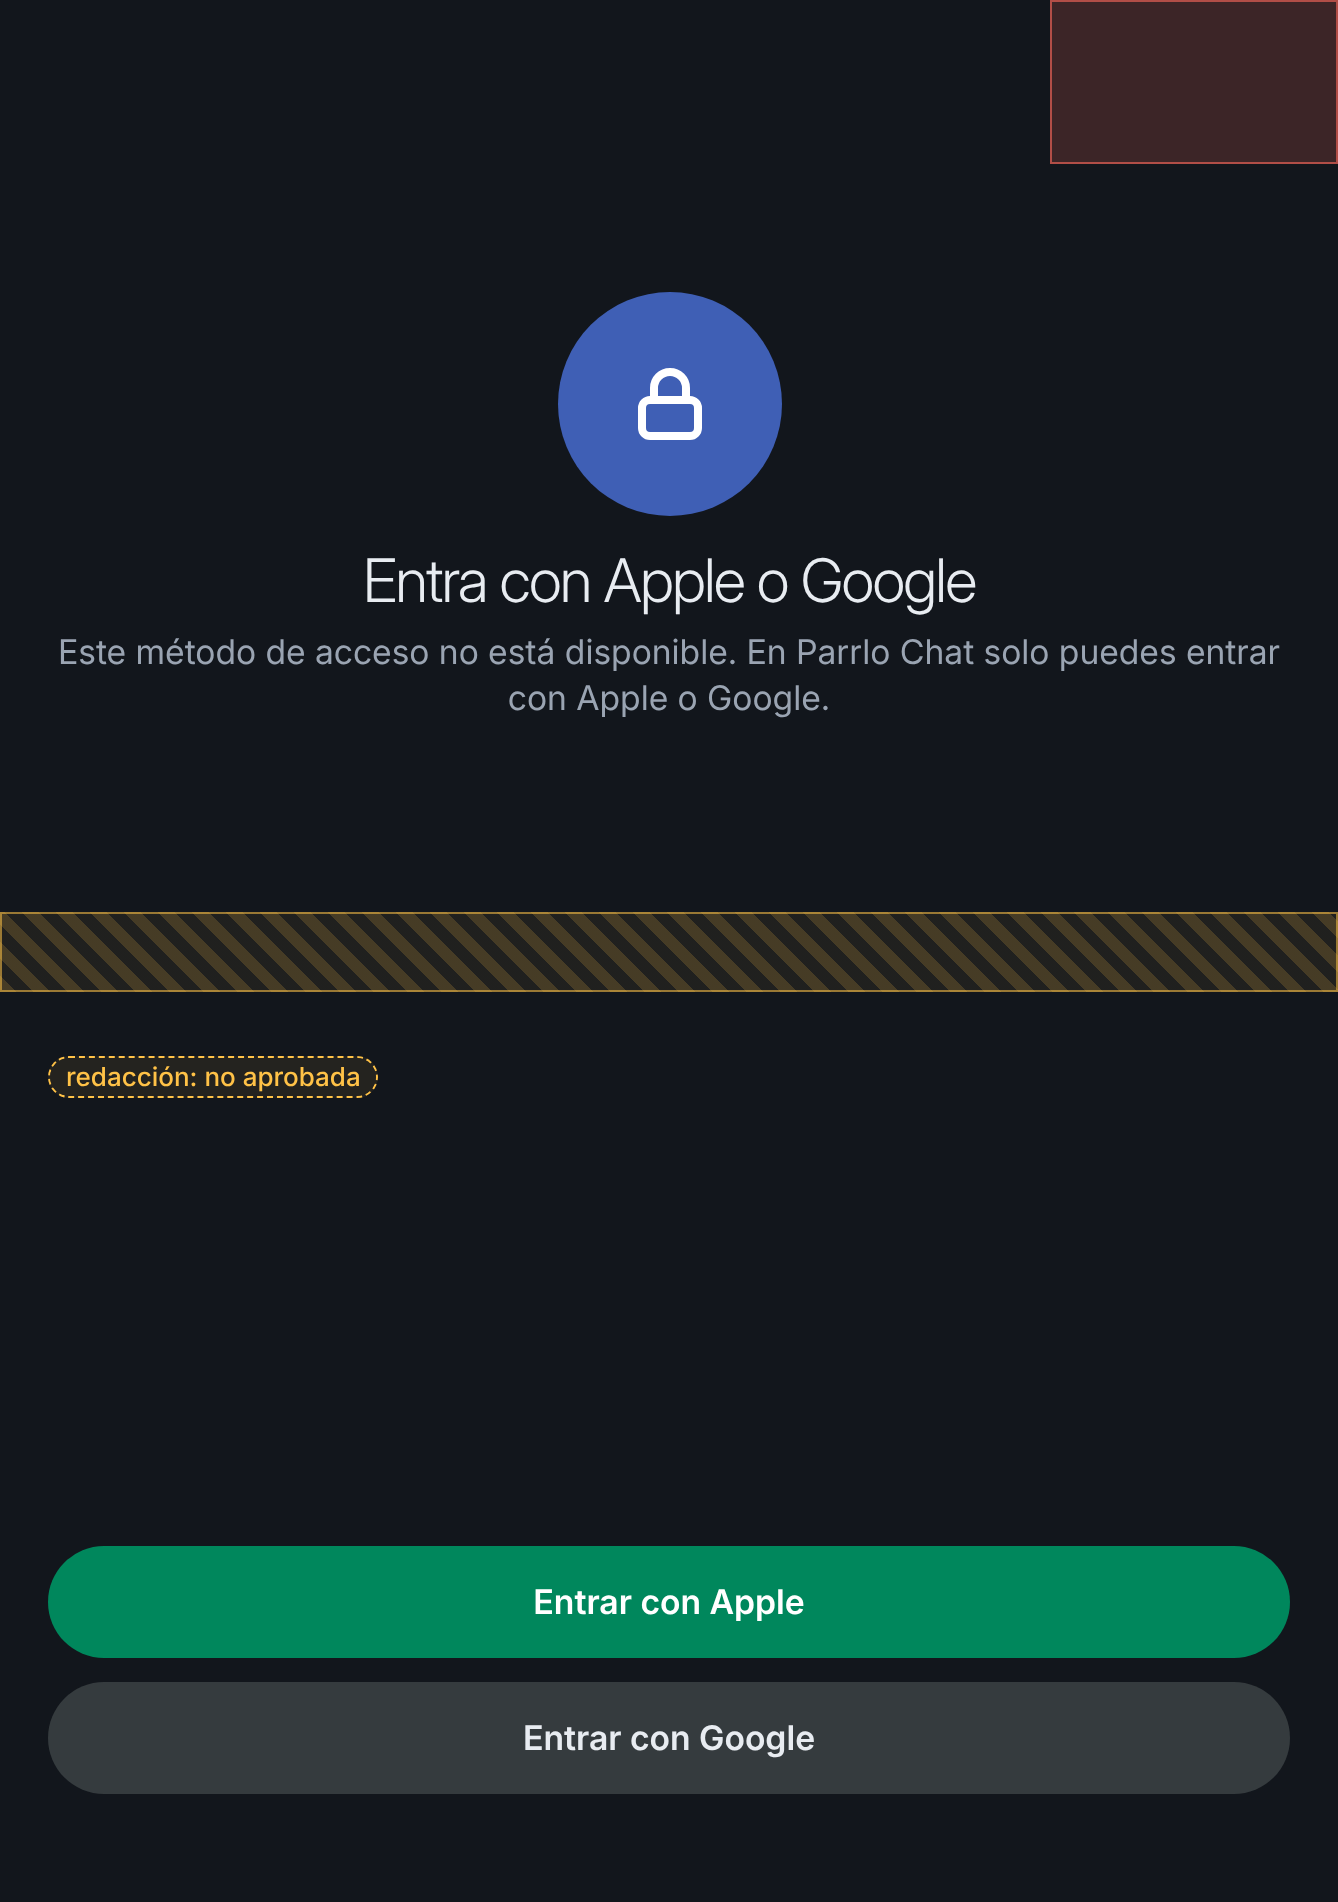 Entra con Apple o Google
Este método de acceso no está disponible. En Parrlo Chat solo puedes entrar
con Apple o Google.
redacción: no aprobada
Entrar con Apple
Entrar con Google